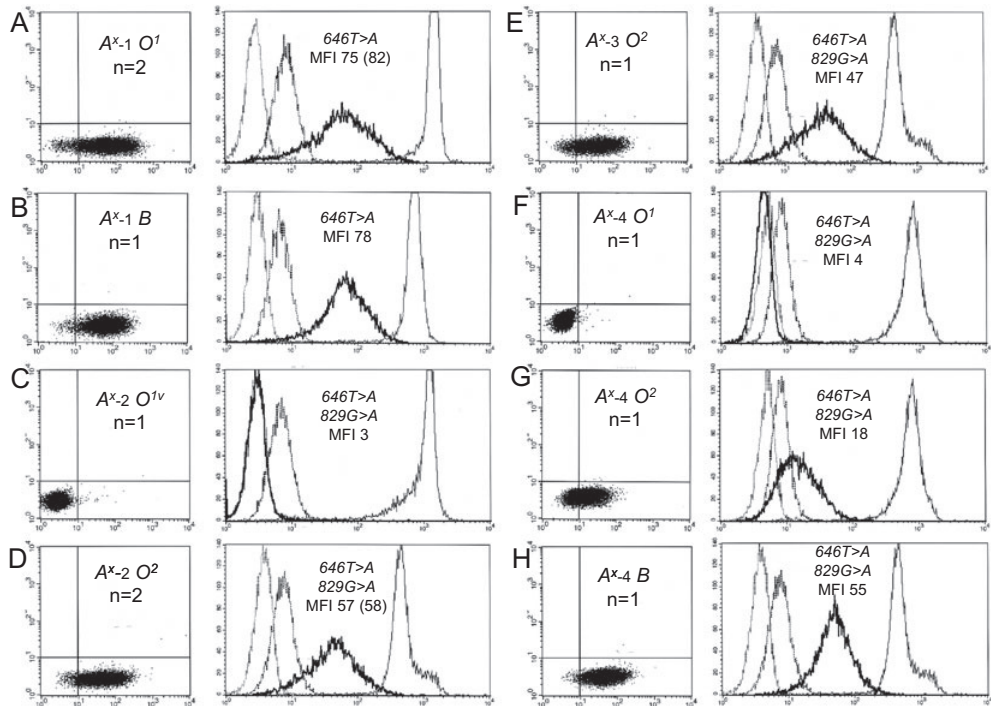 A
Aˣ-1 O¹
n=2
646T>A
MFI 75 (82)
B
Aˣ-1 B
n=1
646T>A
MFI 78
C
Aˣ-2 O¹ᵛ
n=1
646T>A
829G>A
MFI 3
D
Aˣ-2 O²
n=2
646T>A
829G>A
MFI 57 (58)
E
Aˣ-3 O²
n=1
646T>A
829G>A
MFI 47
F
Aˣ-4 O¹
n=1
646T>A
829G>A
MFI 4
G
Aˣ-4 O²
n=1
646T>A
829G>A
MFI 18
H
Aˣ-4 B
n=1
646T>A
829G>A
MFI 55